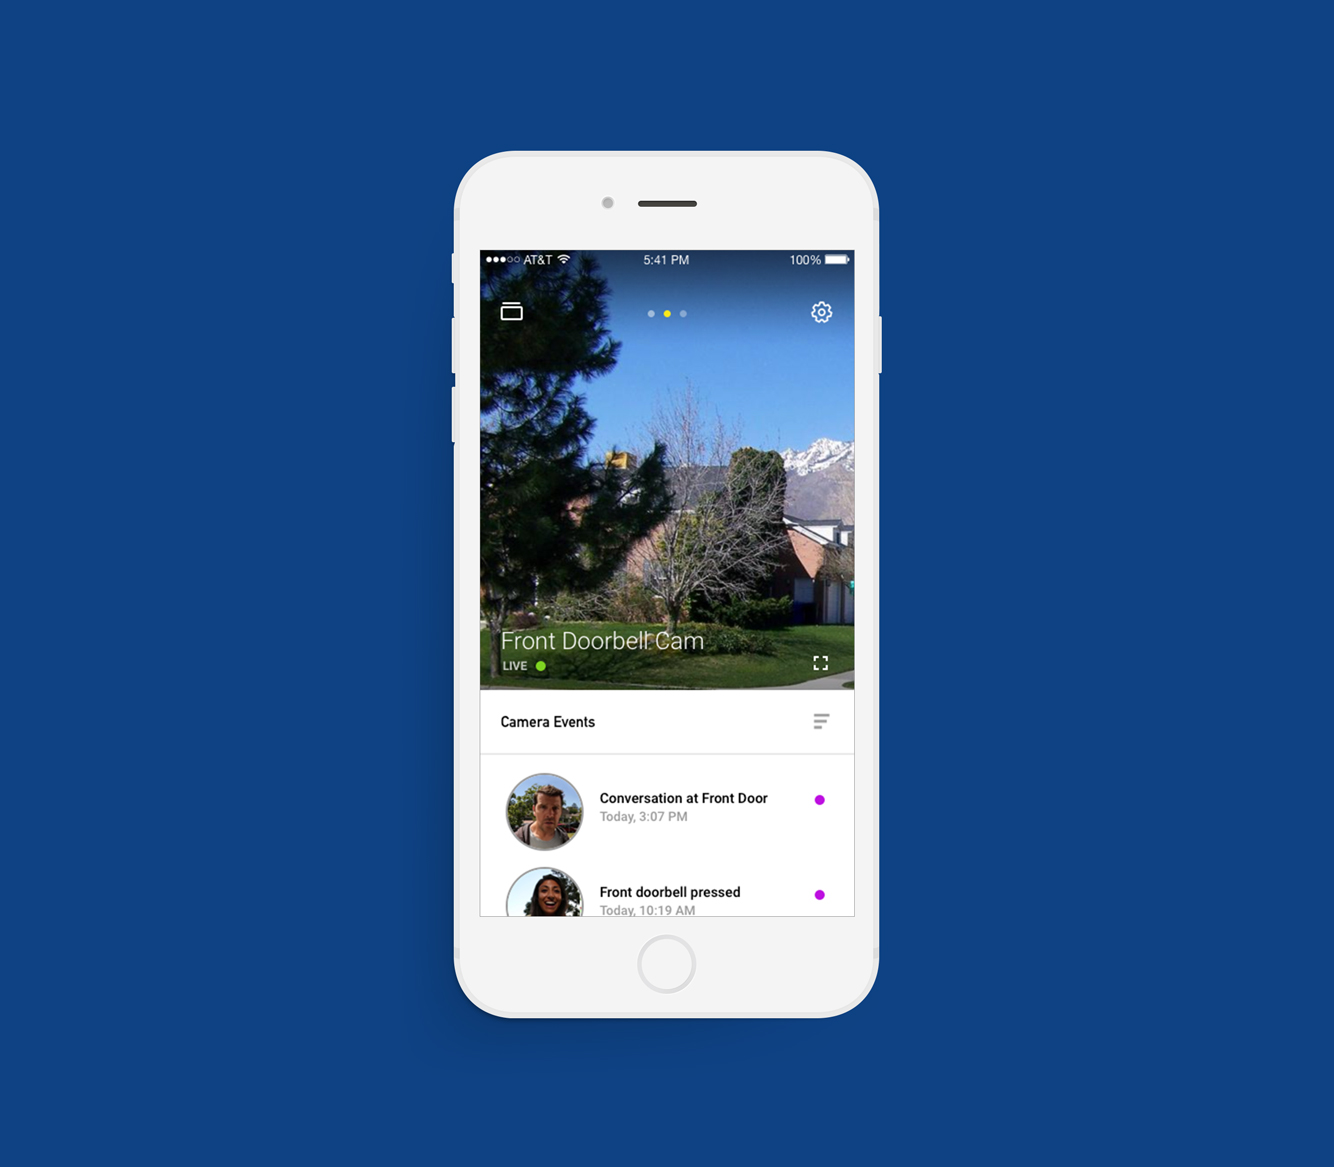 AT&T 5:41 PM 100%
Front Doorbell Cam
LIVE
Camera Events
Conversation at Front Door
Today, 3:07 PM
Front doorbell pressed
Today, 10:19 AM